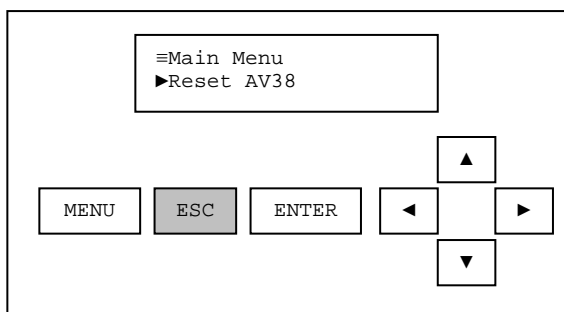 ≡Main Menu
►Reset AV38
▲
MENU ESC ENTER ◄ ►
▼